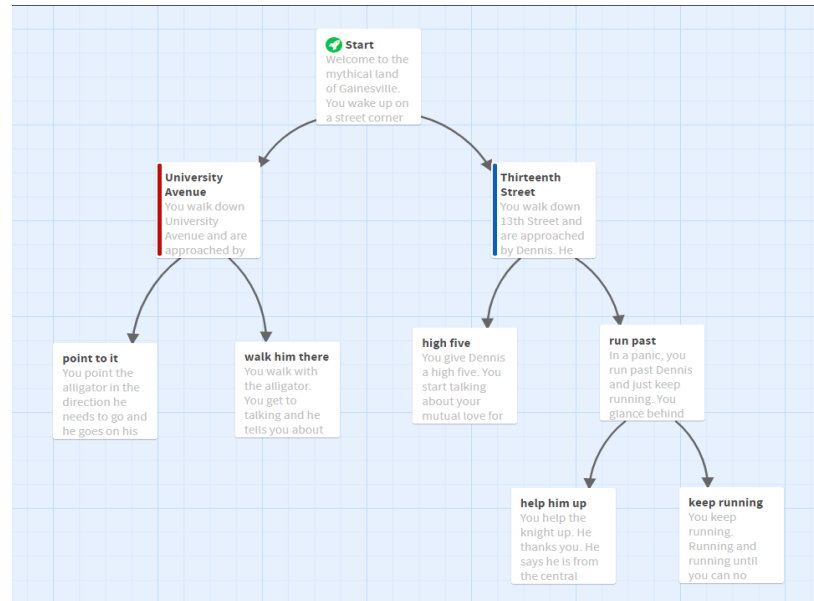 Start
Welcome to the
mythical land
of Gainesville.
You wake up on
a street corner
University
Avenue
You walk down
University
Avenue and are
approached by
Thirteenth
Street
You walk down
13th Street and
are approached
by Dennis. He
point to it
You point the
alligator in the
direction he
needs to go and
he goes on his
walk him there
You walk with
the alligator.
You get to
talking and he
tells you about
high five
You give Dennis
a high five. You
start talking
about your
mutual love for
run past
In a panic, you
run past Dennis
and just keep
running. You
glance behind
help him up
You help the
knight up. He
thanks you. He
says he is from
the central
keep running
You keep
running.
Running and
running until
you can no